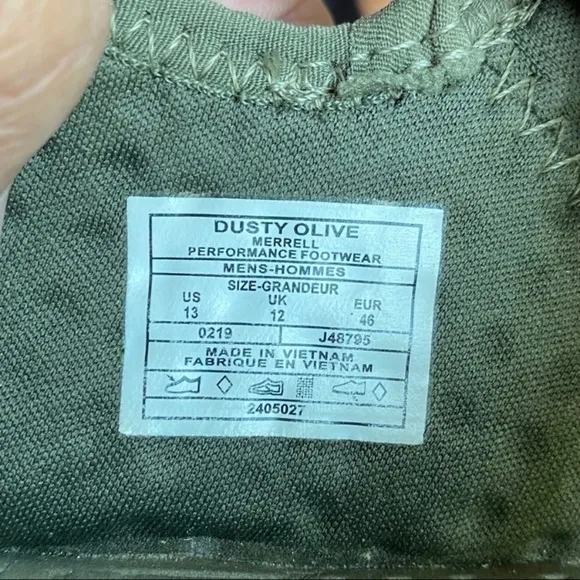 DUSTY OLIVE
MERRELL
PERFORMANCE FOOTWEAR
MENS-HOMMES
SIZE-GRANDEUR
US UK EUR
13 12 46
0219 J48795
MADE IN VIETNAM
FABRIQUE EN VIETNAM
2405027